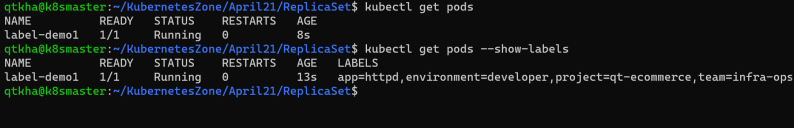 qtkha@k8smaster:~/KubernetesZone/April21/ReplicaSet$ kubectl get pods
NAME          READY   STATUS    RESTARTS   AGE
label-demo1   1/1     Running   0          8s
qtkha@k8smaster:~/KubernetesZone/April21/ReplicaSet$ kubectl get pods --show-labels
NAME          READY   STATUS    RESTARTS   AGE   LABELS
label-demo1   1/1     Running   0          13s   app=httpd,environment=developer,project=qt-ecommerce,team=infra-ops
qtkha@k8smaster:~/KubernetesZone/April21/ReplicaSet$